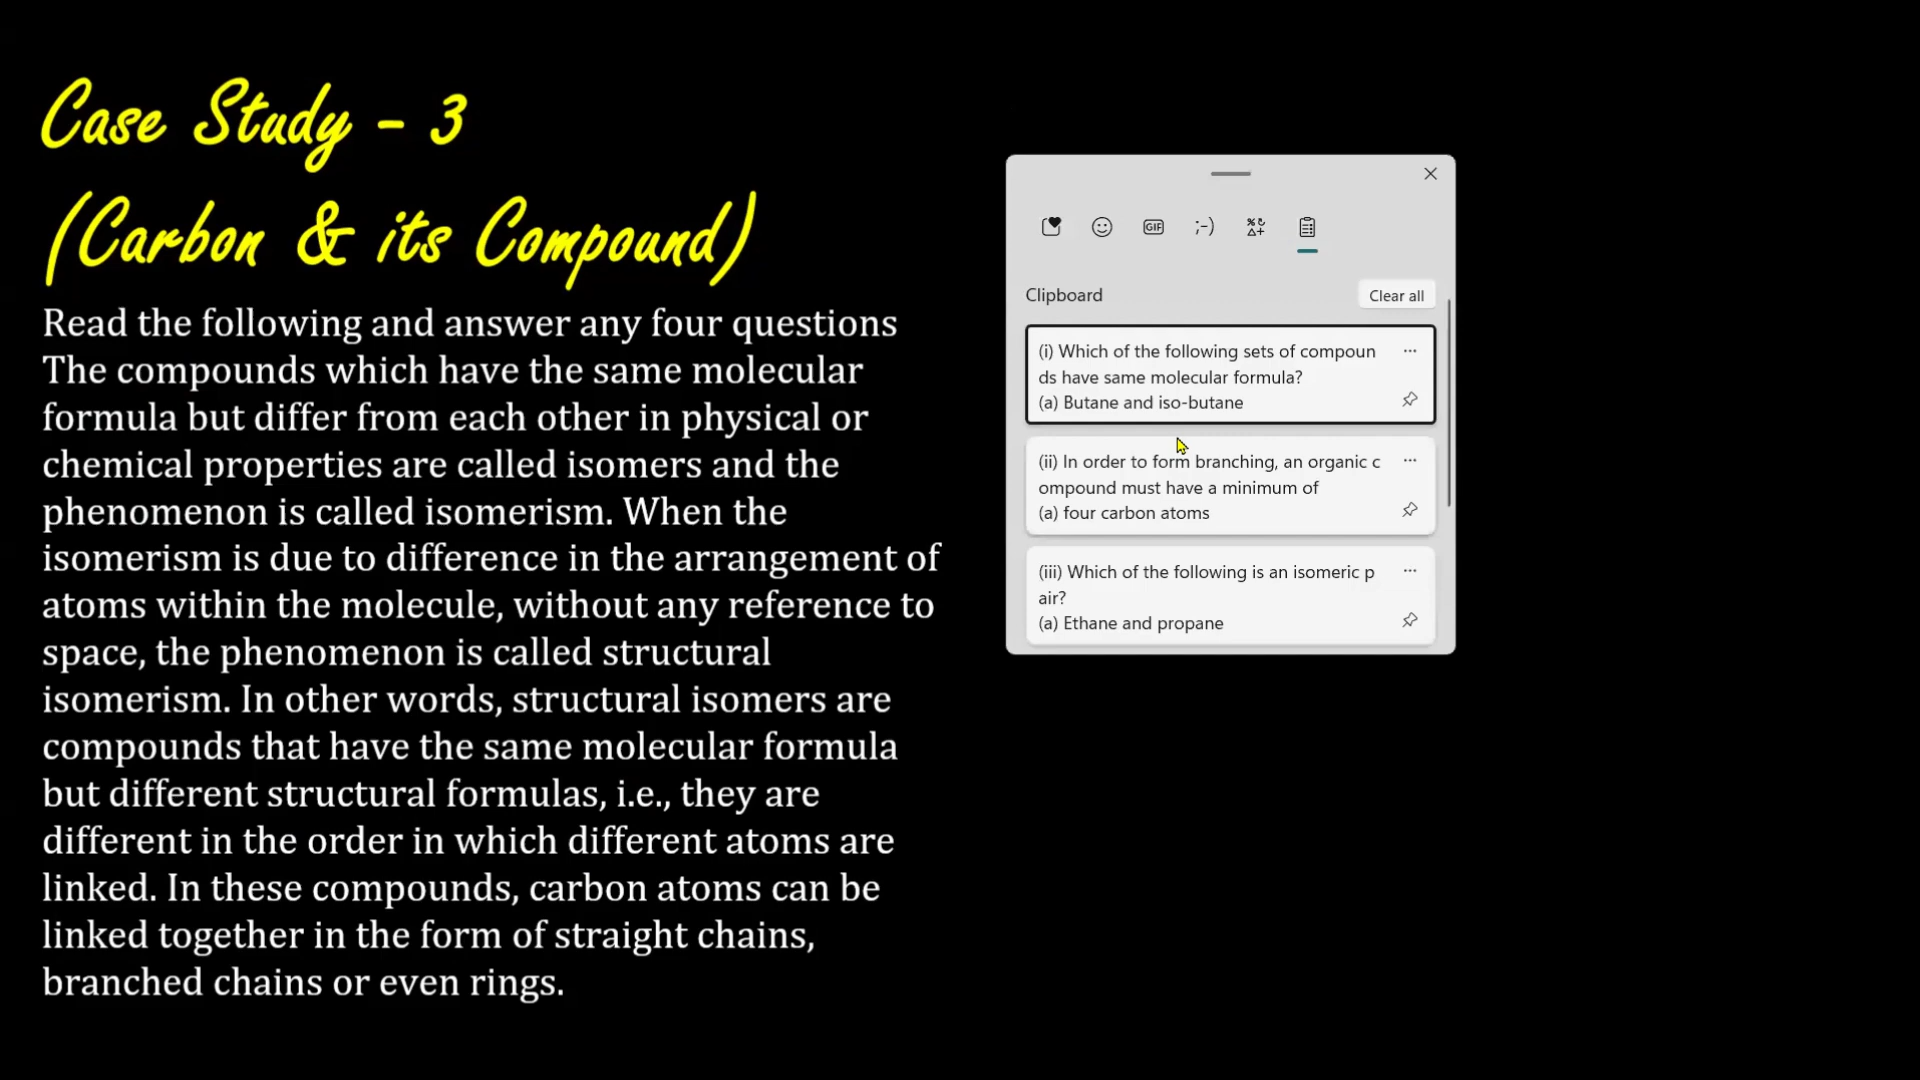 Case Study - 3
(Carbon & its Compound)
Read the following and answer any four questions
The compounds which have the same molecular
formula but differ from each other in physical or
chemical properties are called isomers and the
phenomenon is called isomerism. When the
isomerism is due to difference in the arrangement of
atoms within the molecule, without any reference to
space, the phenomenon is called structural
isomerism. In other words, structural isomers are
compounds that have the same molecular formula
but different structural formulas, i.e., they are
different in the order in which different atoms are
linked. In these compounds, carbon atoms can be
linked together in the form of straight chains,
branched chains or even rings.
GIF
;-)
Clipboard
Clear all
(i) Which of the following sets of compoun
ds have same molecular formula?
(a) Butane and iso-butane
(ii) In order to form branching, an organic c
ompound must have a minimum of
(a) four carbon atoms
(iii) Which of the following is an isomeric p
air?
(a) Ethane and propane